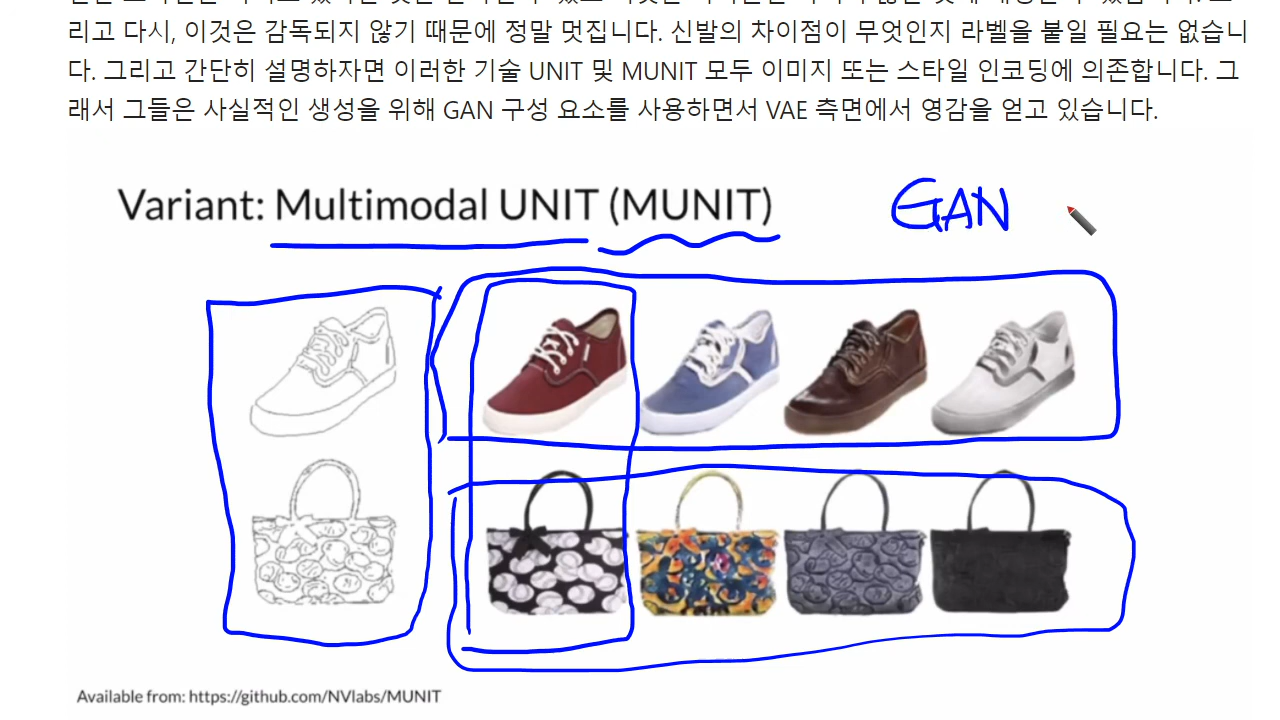 리고 다시, 이것은 감독되지 않기 때문에 정말 멋집니다. 신발의 차이점이 무엇인지 라벨을 붙일 필요는 없습니
다. 그리고 간단히 설명하자면 이러한 기술 UNIT 및 MUNIT 모두 이미지 또는 스타일 인코딩에 의존합니다. 그
래서 그들은 사실적인 생성을 위해 GAN 구성 요소를 사용하면서 VAE 측면에서 영감을 얻고 있습니다.
Variant: Multimodal UNIT (MUNIT)
GAN
Available from: https://github.com/NVlabs/MUNIT